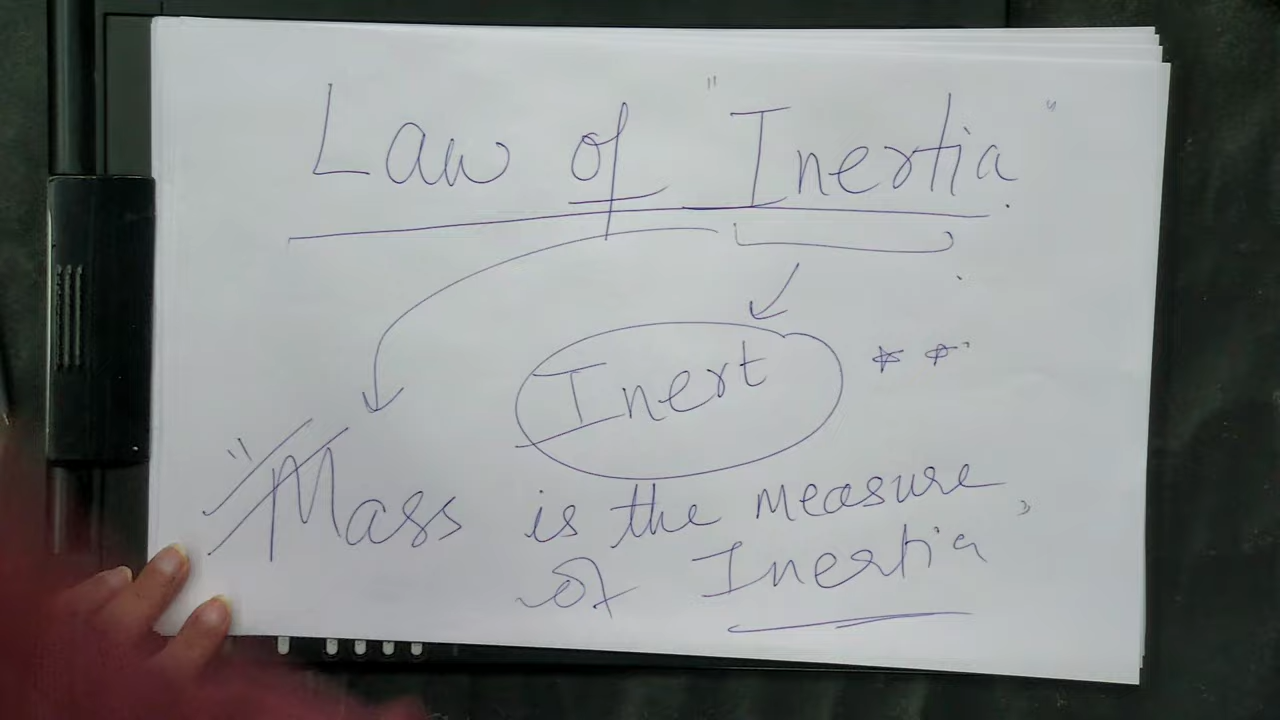 Law of "Inertia"
Inert **
"Mass is the measure
of Inertia"